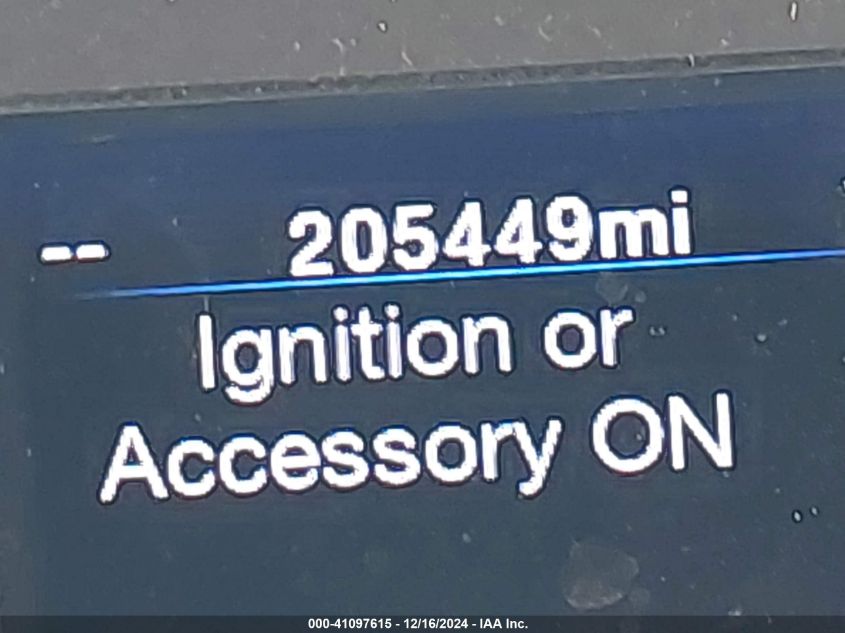 -- 205449mi
Ignition or
Accessory ON
000-41097615 - 12/16/2024 - IAA Inc.